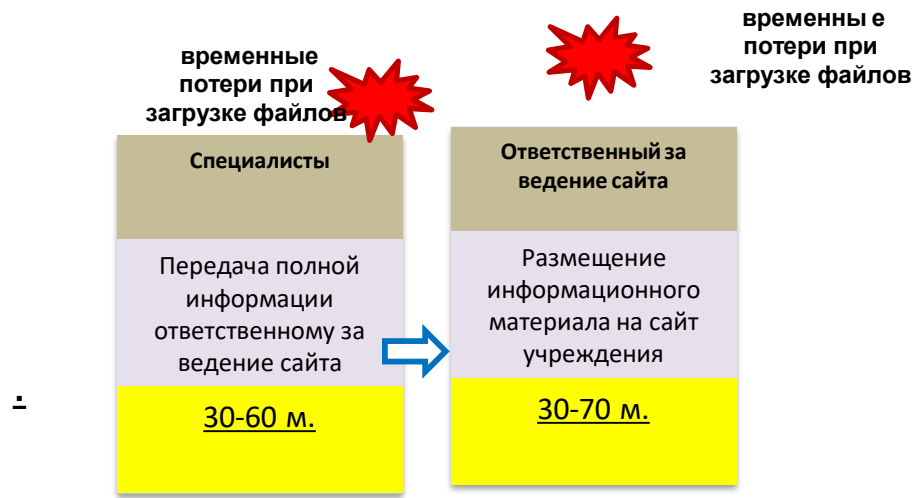 временные
потери при
загрузке файлов
временны е
потери при
загрузке файлов
Специалисты
Передача полной
информации
ответственному за
ведение сайта
30-60 м.
Ответственный за
ведение сайта
Размещение
информационного
материала на сайт
учреждения
30-70 м.
.